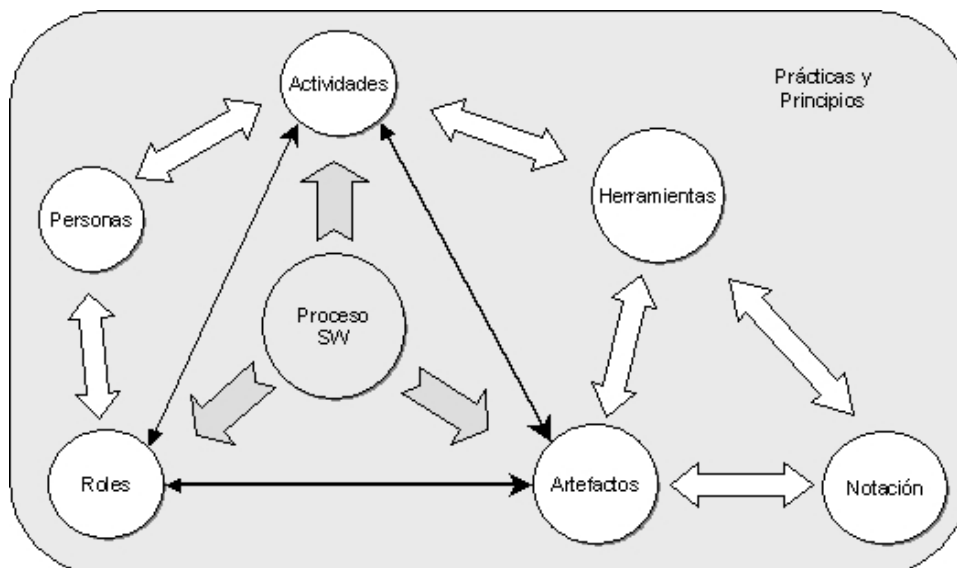 Actividades
Prácticas y
Principios
Personas
Herramientas
Proceso
SW
Roles
Artefactos
Notación